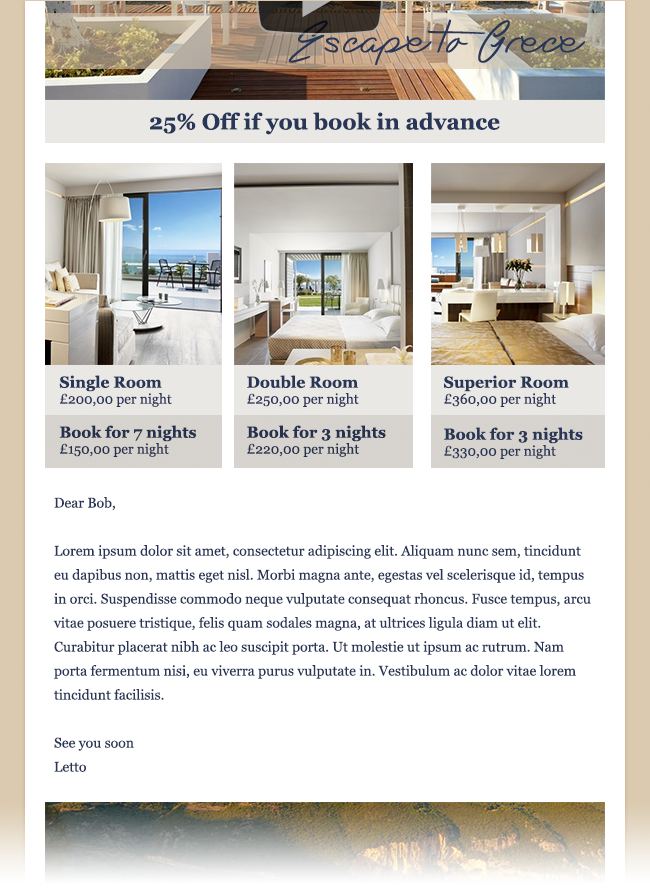 Escape to Grece
25% Off if you book in advance
Single Room
£200,00 per night
Book for 7 nights
£150,00 per night
Double Room
£250,00 per night
Book for 3 nights
£220,00 per night
Superior Room
£360,00 per night
Book for 3 nights
£330,00 per night
Dear Bob,
Lorem ipsum dolor sit amet, consectetur adipiscing elit. Aliquam nunc sem, tincidunt
eu dapibus non, mattis eget nisl. Morbi magna ante, egestas vel scelerisque id, tempus
in orci. Suspendisse commodo neque vulputate consequat rhoncus. Fusce tempus, arcu
vitae posuere tristique, felis quam sodales magna, at ultrices ligula diam ut elit.
Curabitur placerat nibh ac leo suscipit porta. Ut molestie ut ipsum ac rutrum. Nam
porta fermentum nisi, eu viverra purus vulputate in. Vestibulum ac dolor vitae lorem
tincidunt facilisis.
See you soon
Letto